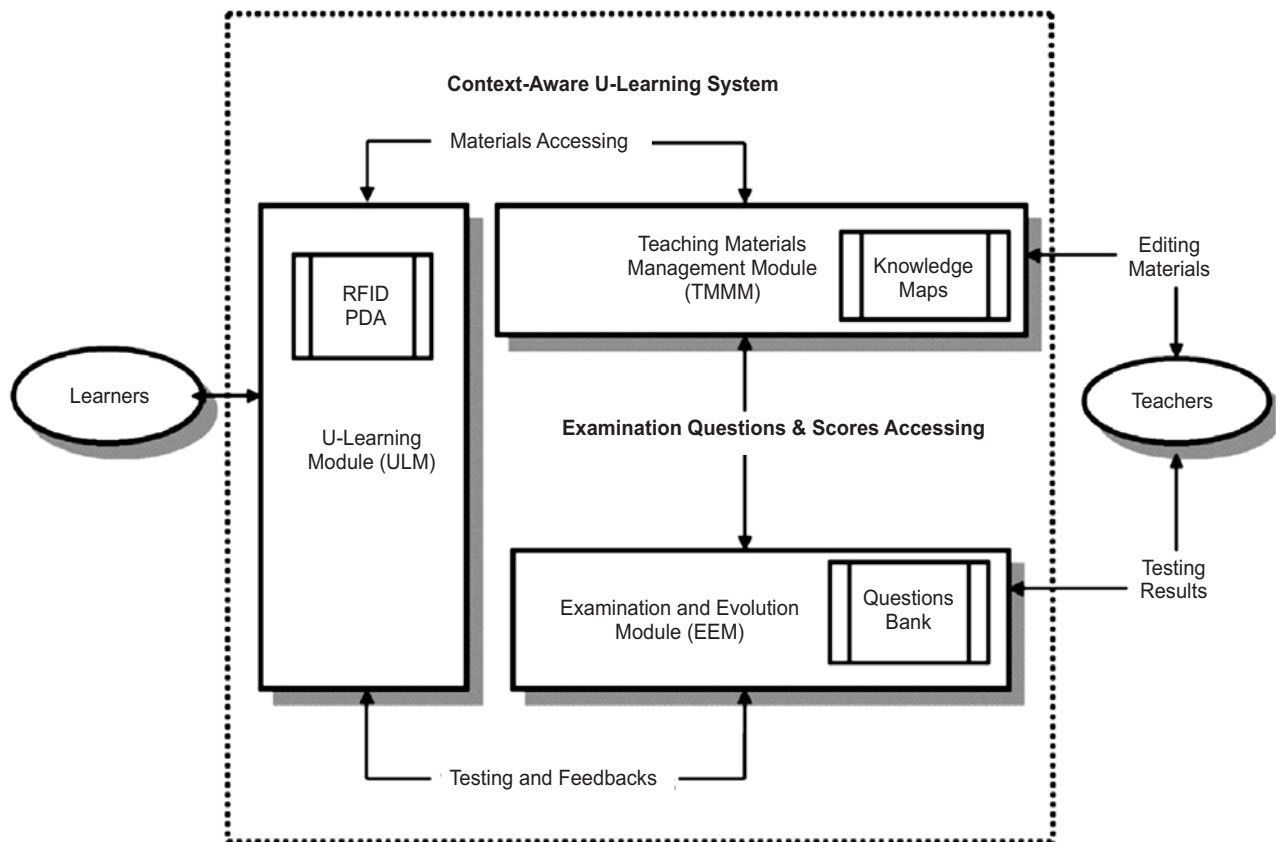 Context-Aware U-Learning System
Materials Accessing
RFID
PDA
Teaching Materials
Management Module
(TMMM)
Knowledge
Maps
Editing
Materials
Learners
U-Learning
Module (ULM)
Examination Questions & Scores Accessing
Teachers
Examination and Evolution
Module (EEM)
Questions
Bank
Testing
Results
Testing and Feedbacks